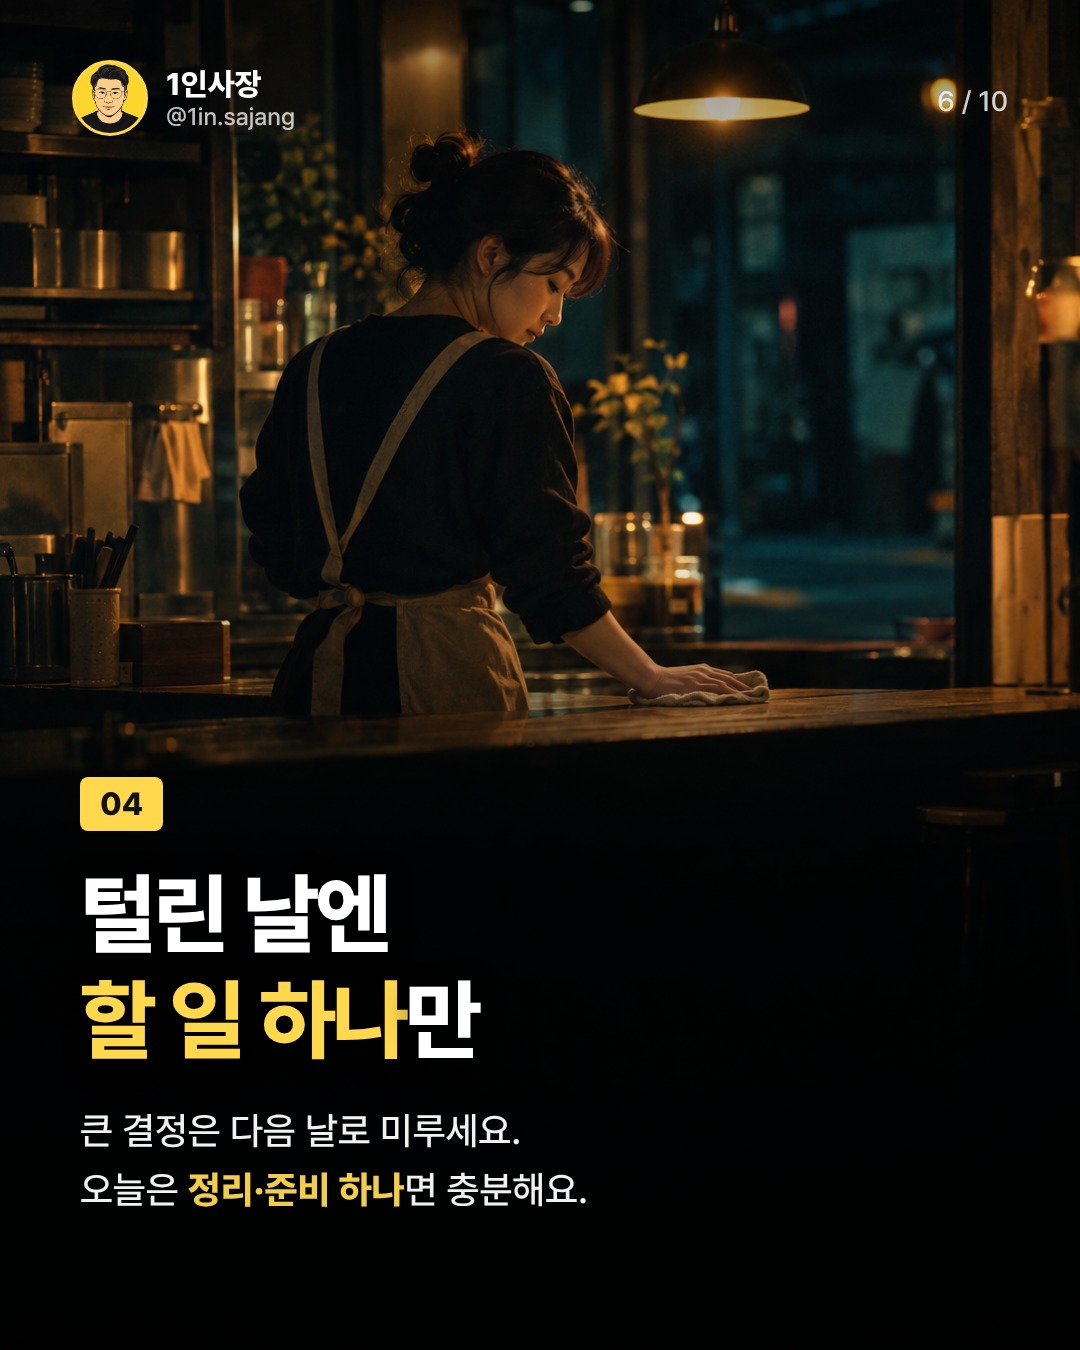 1인사장
@1in.sajang
6 / 10
04
털린 날엔
할 일 하나만
큰 결정은 다음 날로 미루세요.
오늘은 정리·준비 하나면 충분해요.